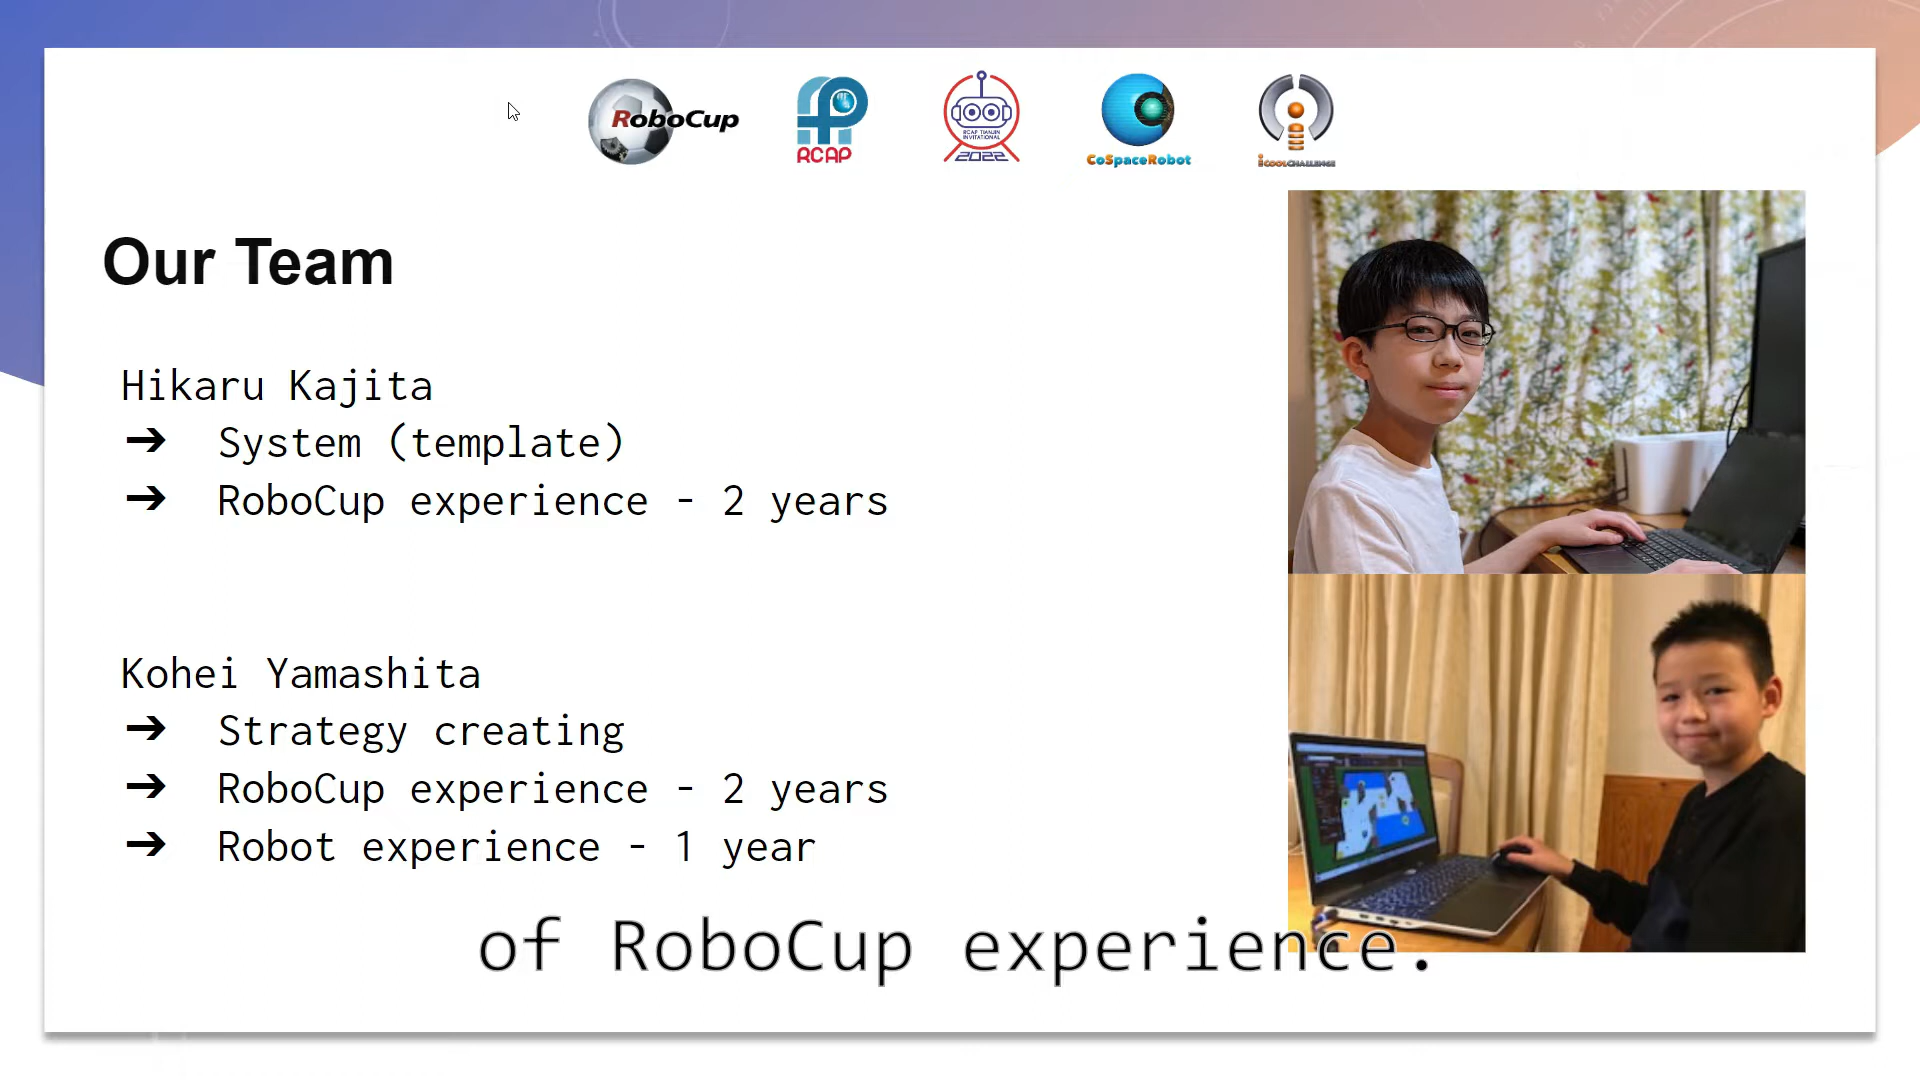 RoboCup
RCAP
RCAP TIANJIN
INVITATIONAL
2022
CoSpaceRobot
iCOOLCHALLENGE
Our Team
Hikaru Kajita
➔ System (template)
➔ RoboCup experience - 2 years
Kohei Yamashita
➔ Strategy creating
➔ RoboCup experience - 2 years
➔ Robot experience - 1 year
of RoboCup experience.